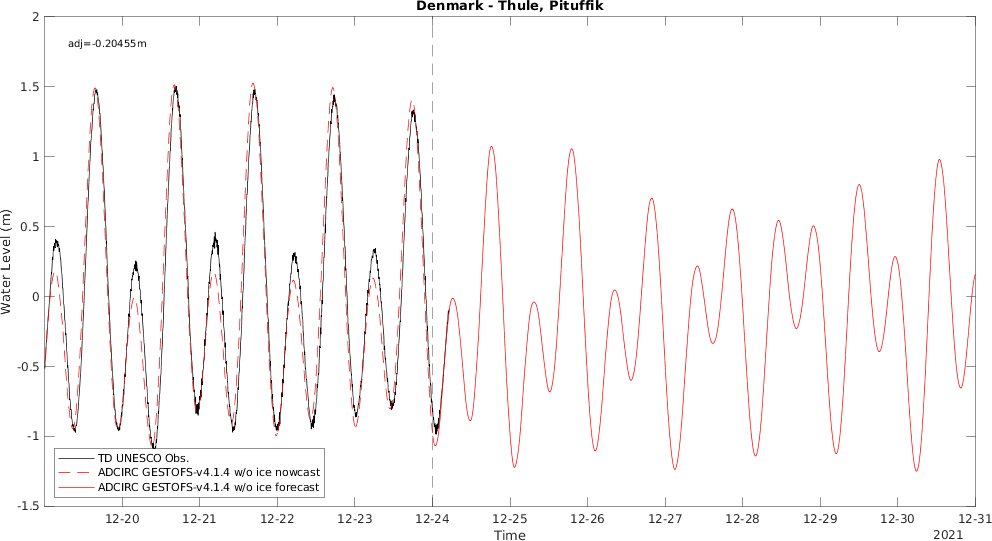 Denmark - Thule, Pituffik
adj=-0.20455m
Water Level (m)
2
1.5
1
0.5
0
-0.5
-1
-1.5
TD UNESCO Obs.
ADCIRC GESTOFS-v4.1.4 w/o ice nowcast
ADCIRC GESTOFS-v4.1.4 w/o ice forecast
12-20 12-21 12-22 12-23 12-24 12-25 12-26 12-27 12-28 12-29 12-30 12-31
Time
2021